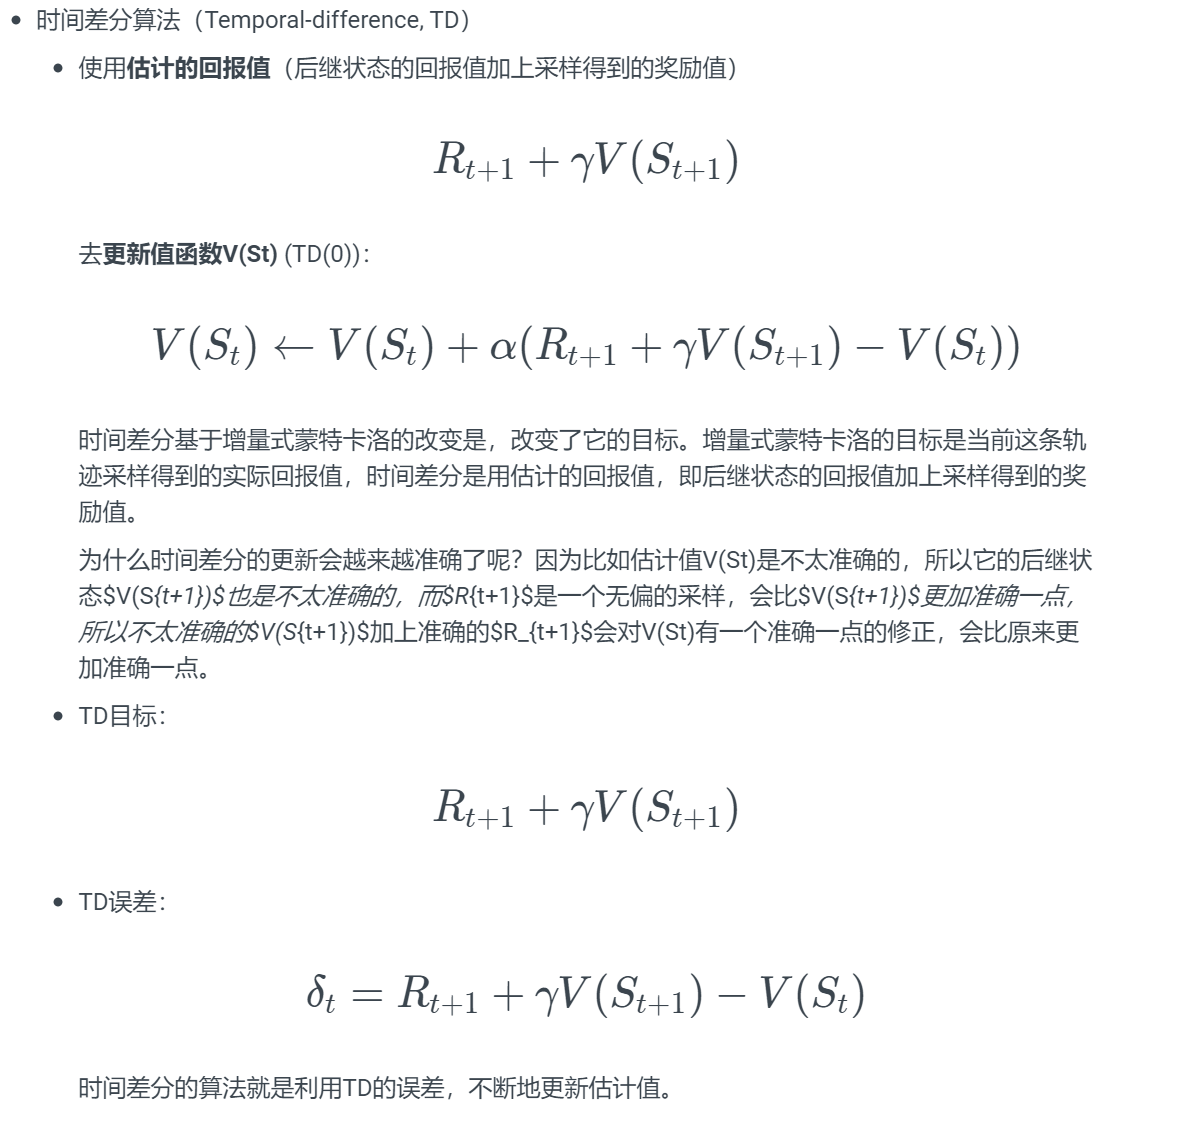 时间差分算法（Temporal-difference, TD）
使用估计的回报值（后继状态的回报值加上采样得到的奖励值）
R_{t+1} + γV(S_{t+1})
去更新值函数V(St) (TD(0))：
V(S_t) ← V(S_t) + α(R_{t+1} + γV(S_{t+1}) − V(S_t))
时间差分基于增量式蒙特卡洛的改变是，改变了它的目标。增量式蒙特卡洛的目标是当前这条轨
迹采样得到的实际回报值，时间差分是用估计的回报值，即后继状态的回报值加上采样得到的奖
励值。
为什么时间差分的更新会越来越准确了呢？因为比如估计值V(St)是不太准确的，所以它的后继状
态$V(S{t+1})$也是不太准确的，而$R{t+1}$是一个无偏的采样，会比$V(S{t+1})$更加准确一点，
所以不太准确的$V(S{t+1})$加上准确的$R_{t+1}$会对V(St)有一个准确一点的修正，会比原来更
加准确一点。
TD目标：
R_{t+1} + γV(S_{t+1})
TD误差：
δ_t = R_{t+1} + γV(S_{t+1}) − V(S_t)
时间差分的算法就是利用TD的误差，不断地更新估计值。